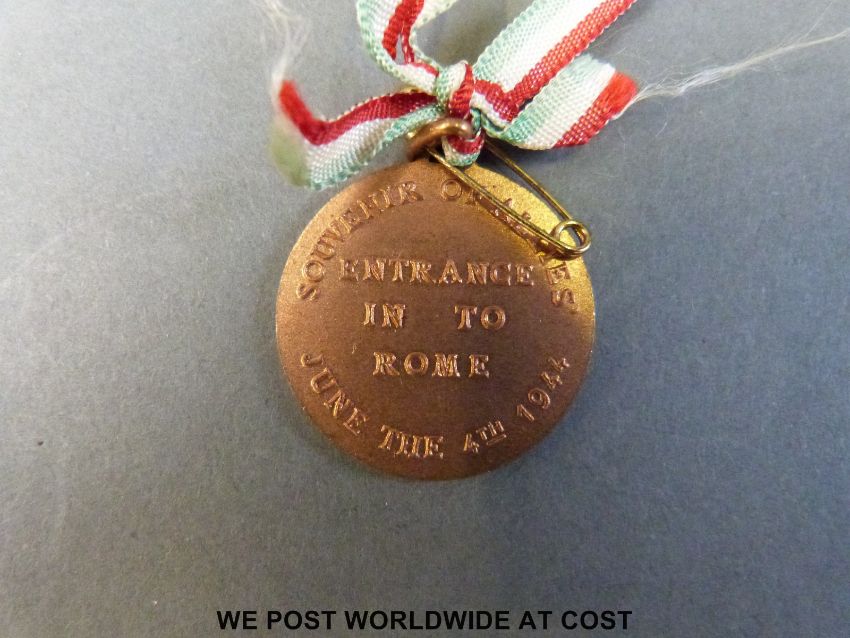 SOUVENIR OF
ENTRANCE
IN TO
ROME
JUNE THE 4TH 1944
WE POST WORLDWIDE AT COST